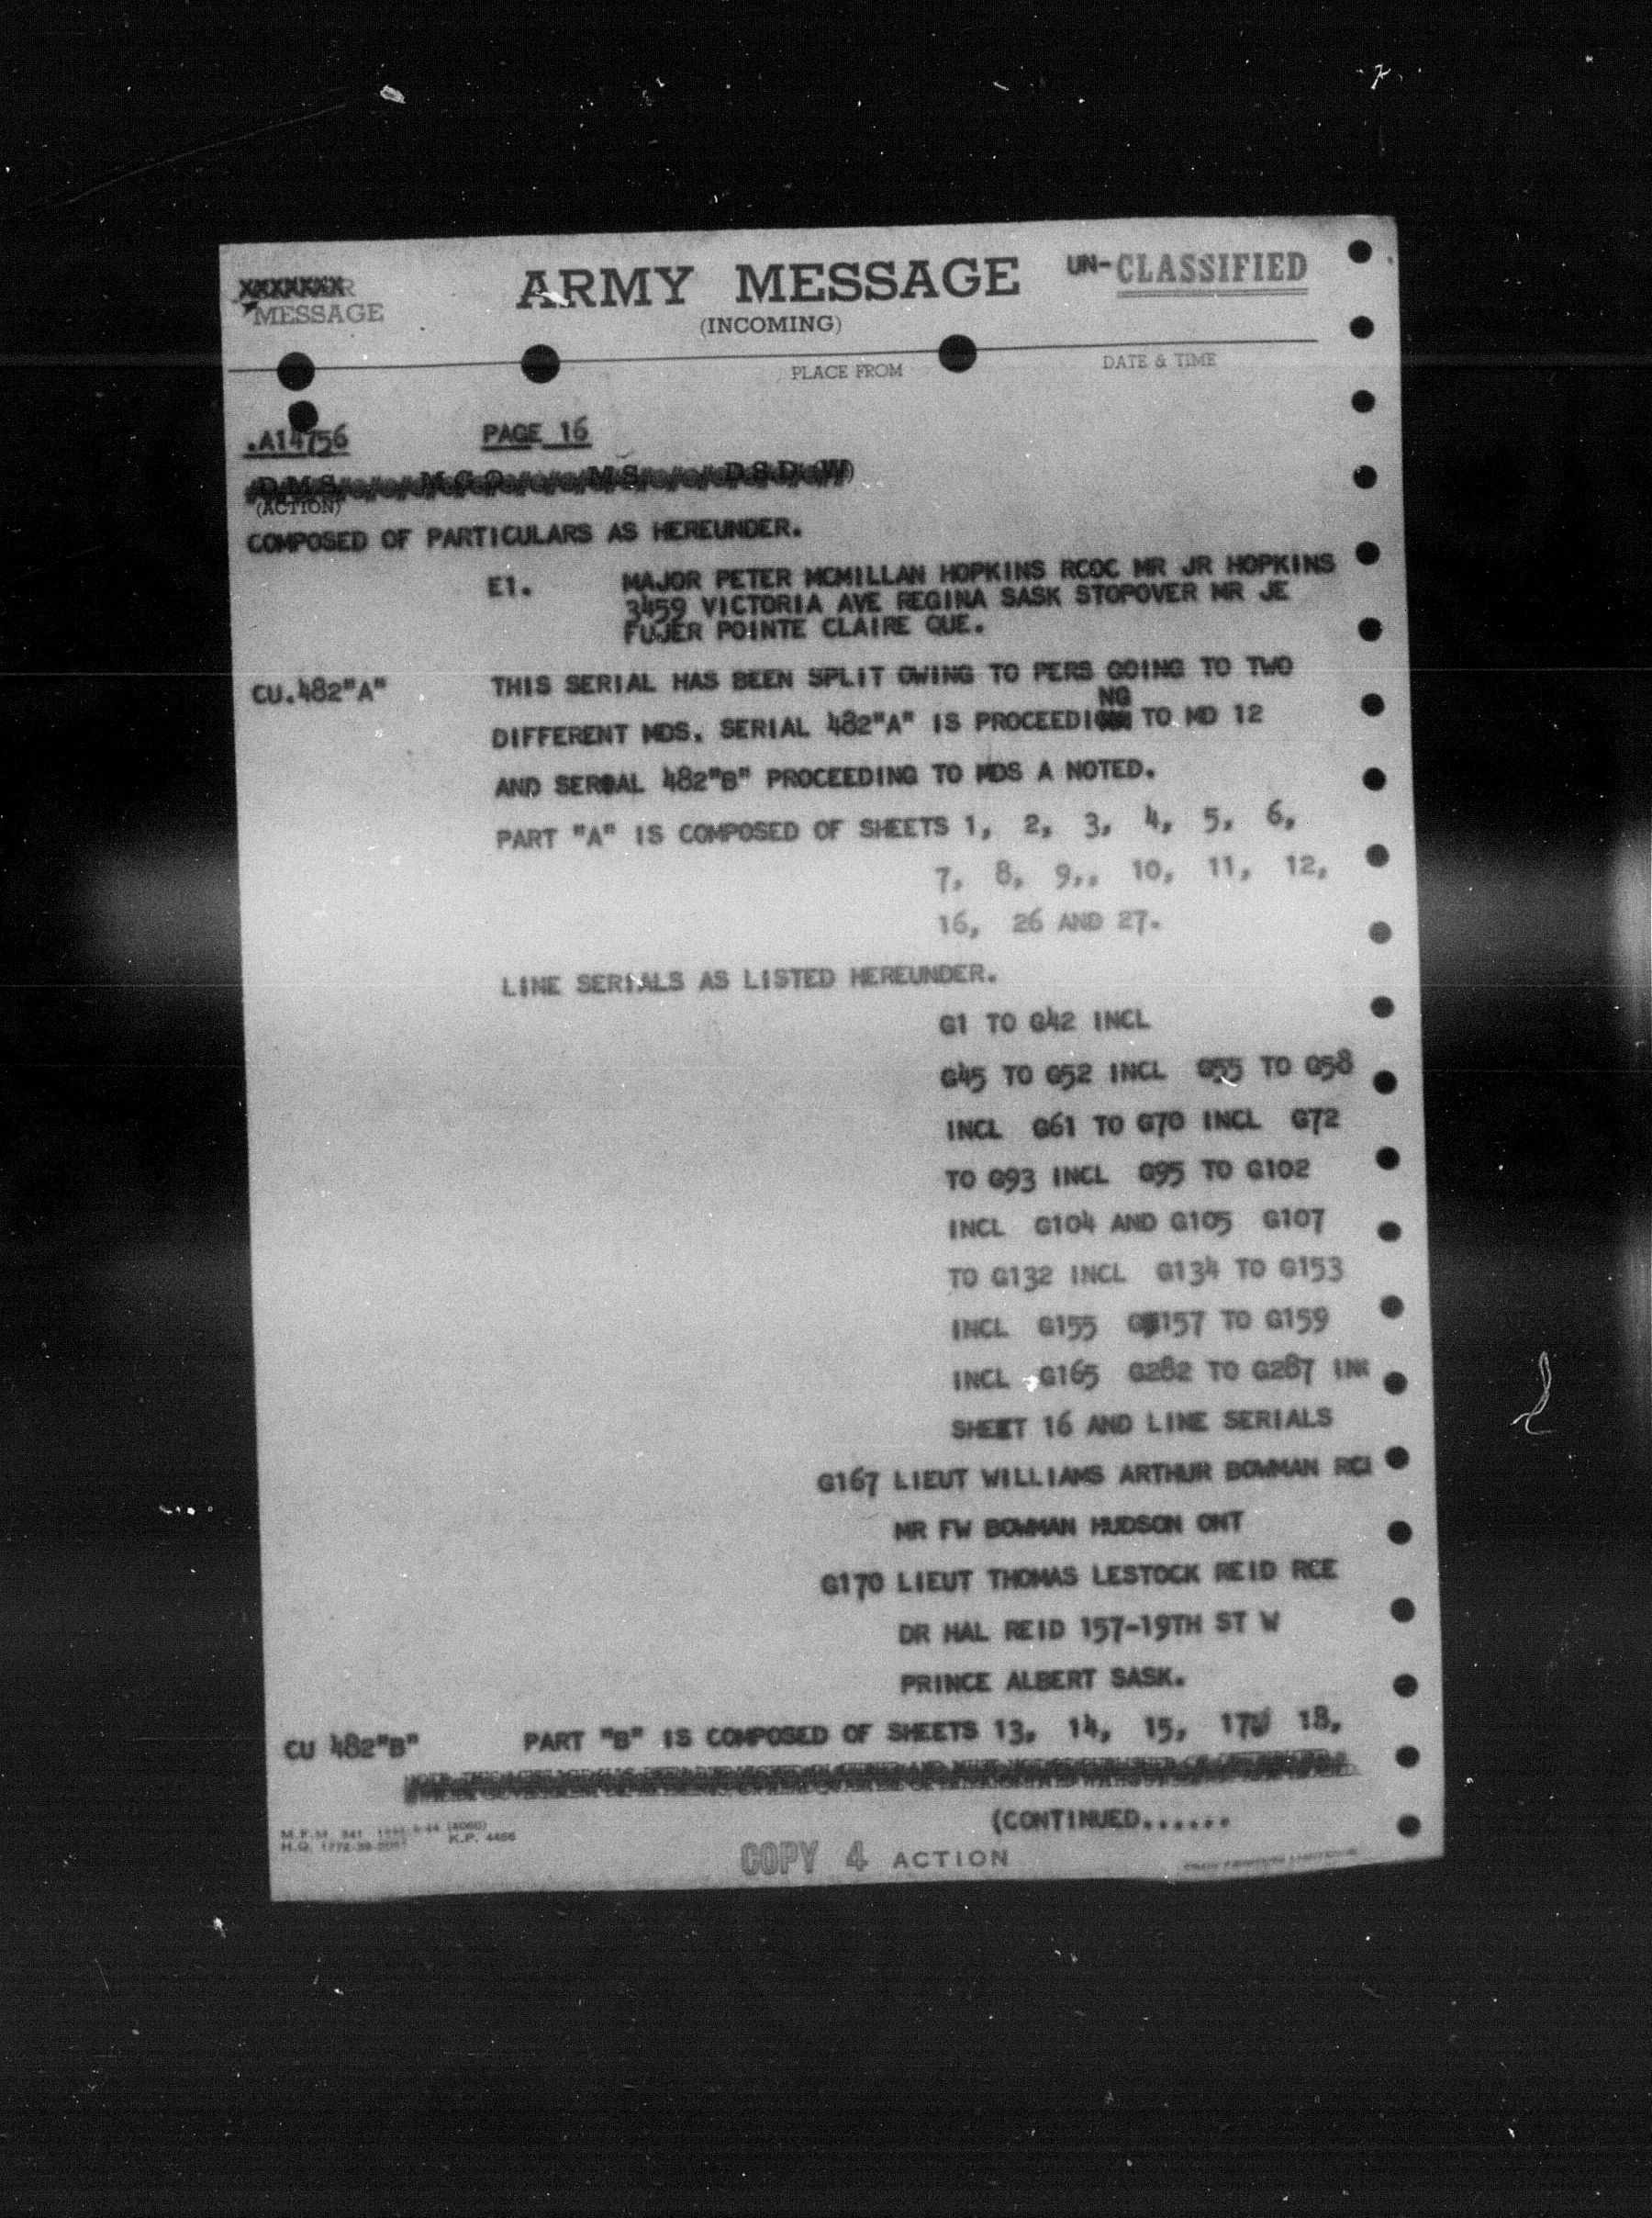 XXXXXXX
MESSAGE
ARMY MESSAGE
(INCOMING)
UN-CLASSIFIED
PLACE FROM
DATE & TIME
.A14756
PAGE 16
(ACTION)
COMPOSED OF PARTICULARS AS HEREUNDER.
E1. MAJOR PETER MCMILLAN HOPKINS RCOC MR JR HOPKINS
3459 VICTORIA AVE REGINA SASK STOPOVER MR JE
FUJER POINTE CLAIRE QUE.
CU.482"A" THIS SERIAL HAS BEEN SPLIT OWING TO PERS GOING TO TWO
NG
DIFFERENT MDS. SERIAL 482"A" IS PROCEEDI TO MD 12
AND SEROAL 482"B" PROCEEDING TO MDS A NOTED.
PART "A" IS COMPOSED OF SHEETS 1, 2, 3, 4, 5, 6,
7, 8, 9,, 10, 11, 12,
16, 26 AND 27.
LINE SERIALS AS LISTED HEREUNDER.
G1 TO G42 INCL
G45 TO G52 INCL G55 TO G58
INCL G61 TO G70 INCL G72
TO G93 INCL G95 TO G102
INCL G104 AND G105 G107
TO G132 INCL G134 TO G153
INCL G155 G157 TO G159
INCL G165 G282 TO G287 IN
SHEET 16 AND LINE SERIALS
G167 LIEUT WILLIAMS ARTHUR BOWMAN
MR FW BOWMAN HUDSON ONT
G170 LIEUT THOMAS LESTOCK REID RCE
DR HAL REID 157-19TH ST W
PRINCE ALBERT SASK.
CU 482"B" PART "B" IS COMPOSED OF SHEETS 13, 14, 15, 17 18,
(CONTINUED......
K.P. 4456
COPY 4 ACTION